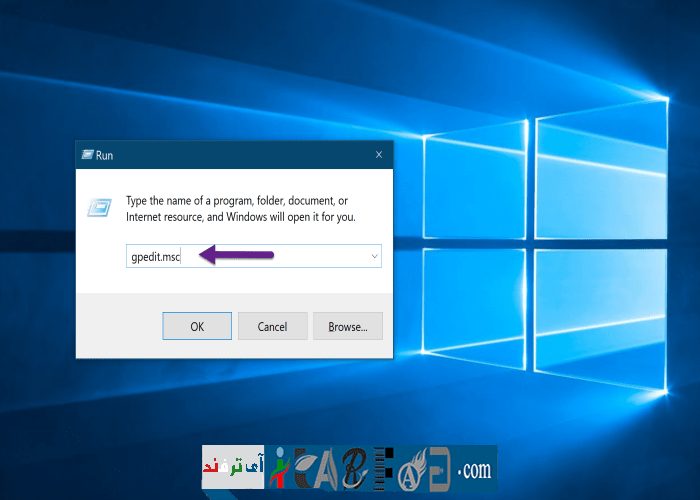 Run
Type the name of a program, folder, document, or
Internet resource, and Windows will open it for you.
gpedit.msc
OK
Cancel
Browse...
آی ترفند
.com